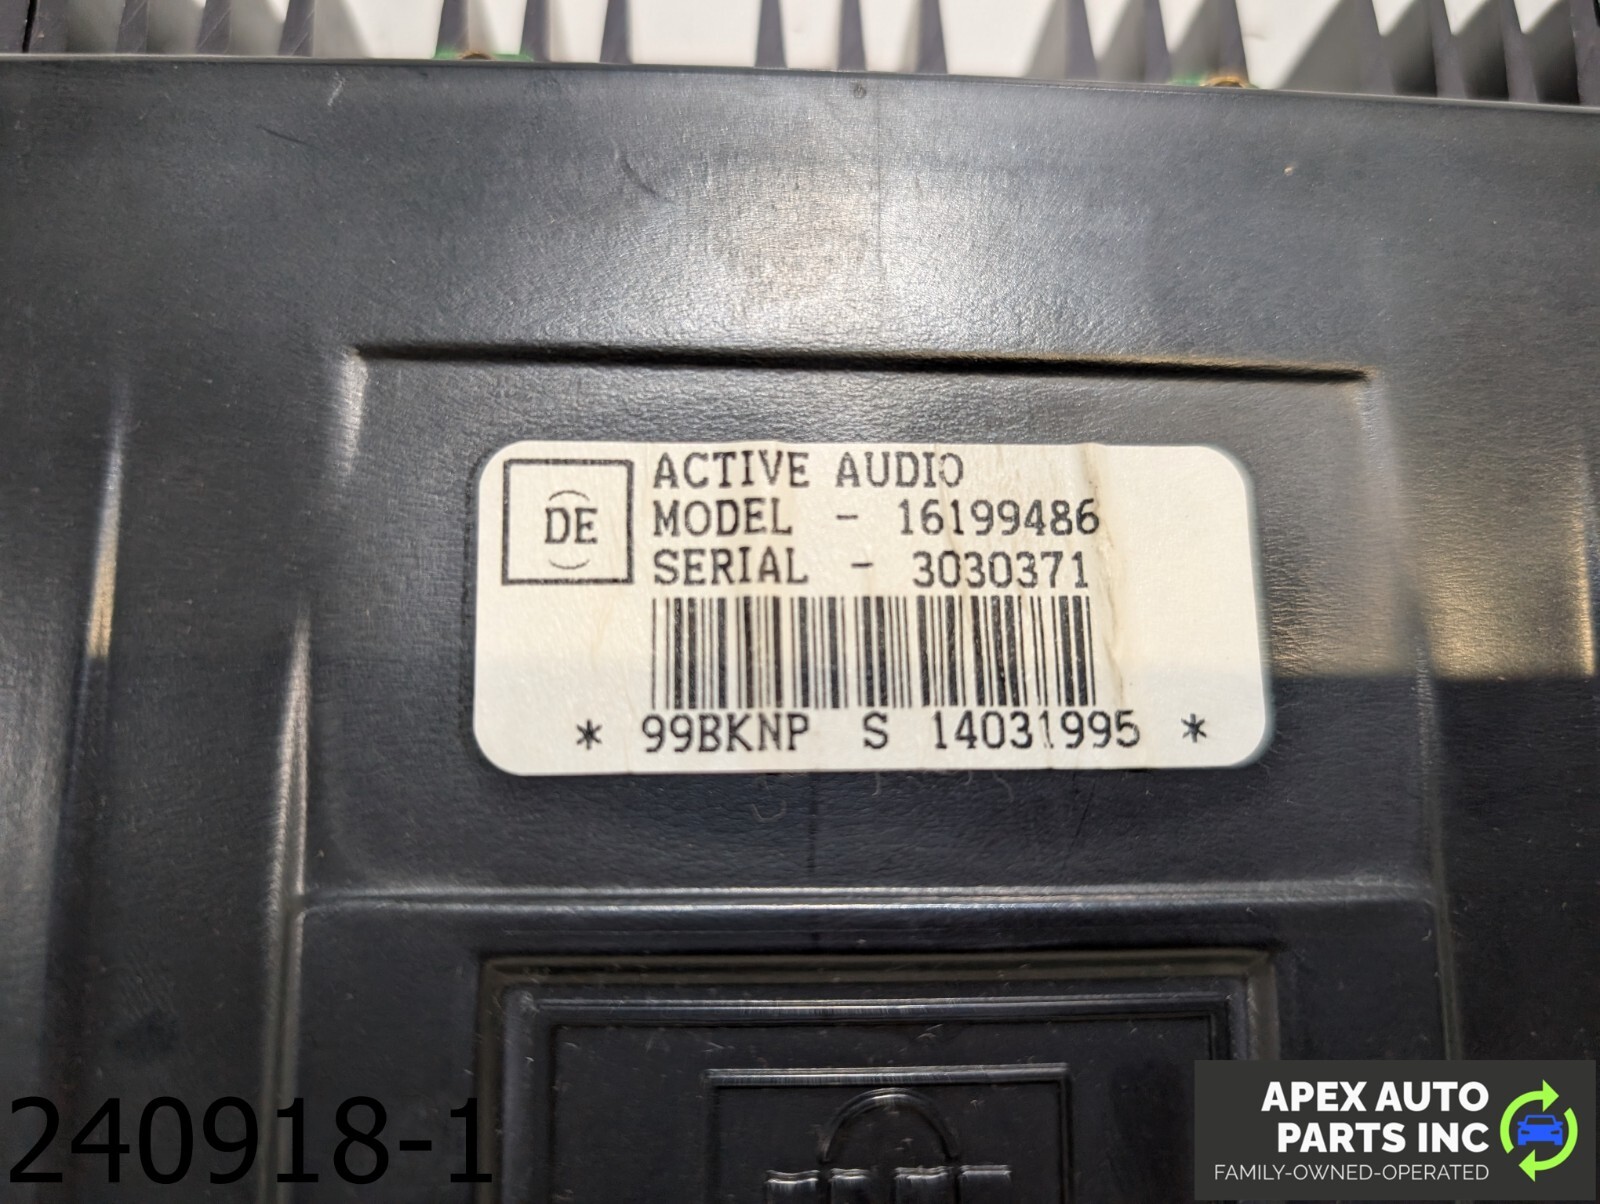 ACTIVE AUDIO
DE
MODEL - 16199486
SERIAL - 3030371
* 99BKNP S 14031995 *
240918-1
APEX AUTO
PARTS INC
FAMILY-OWNED-OPERATED